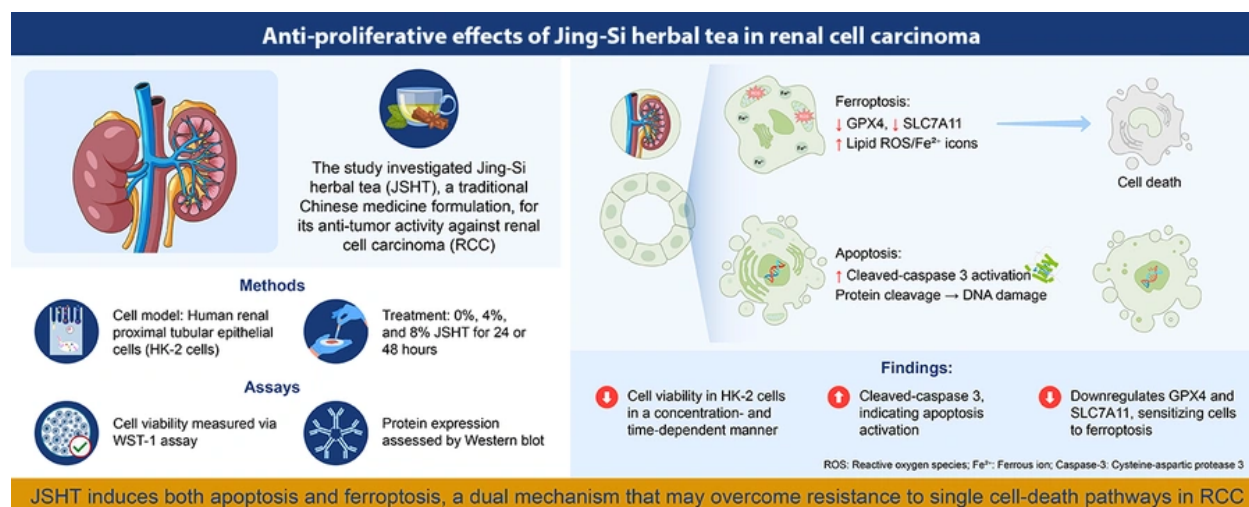 Anti-proliferative effects of Jing-Si herbal tea in renal cell carcinoma
The study investigated Jing-Si
herbal tea (JSHT), a traditional
Chinese medicine formulation, for
its anti-tumor activity against renal
cell carcinoma (RCC)
Methods
Cell model: Human renal
proximal tubular epithelial
cells (HK-2 cells)
Treatment: 0%, 4%,
and 8% JSHT for 24 or
48 hours
Assays
Cell viability measured via
WST-1 assay
Protein expression
assessed by Western blot
Fe²⁺
Fe²⁺
Fe²⁺
Fe²⁺
Ferroptosis:
↓ GPX4, ↓ SLC7A11
↑ Lipid ROS/Fe²⁺ icons
Cell death
Apoptosis:
↑ Cleaved-caspase 3 activation
Protein cleavage → DNA damage
Findings:
Cell viability in HK-2 cells
in a concentration- and
time-dependent manner
Cleaved-caspase 3,
indicating apoptosis
activation
Downregulates GPX4 and
SLC7A11, sensitizing cells
to ferroptosis
ROS: Reactive oxygen species; Fe²⁺: Ferrous ion; Caspase-3: Cysteine-aspartic protease 3
JSHT induces both apoptosis and ferroptosis, a dual mechanism that may overcome resistance to single cell-death pathways in RCC